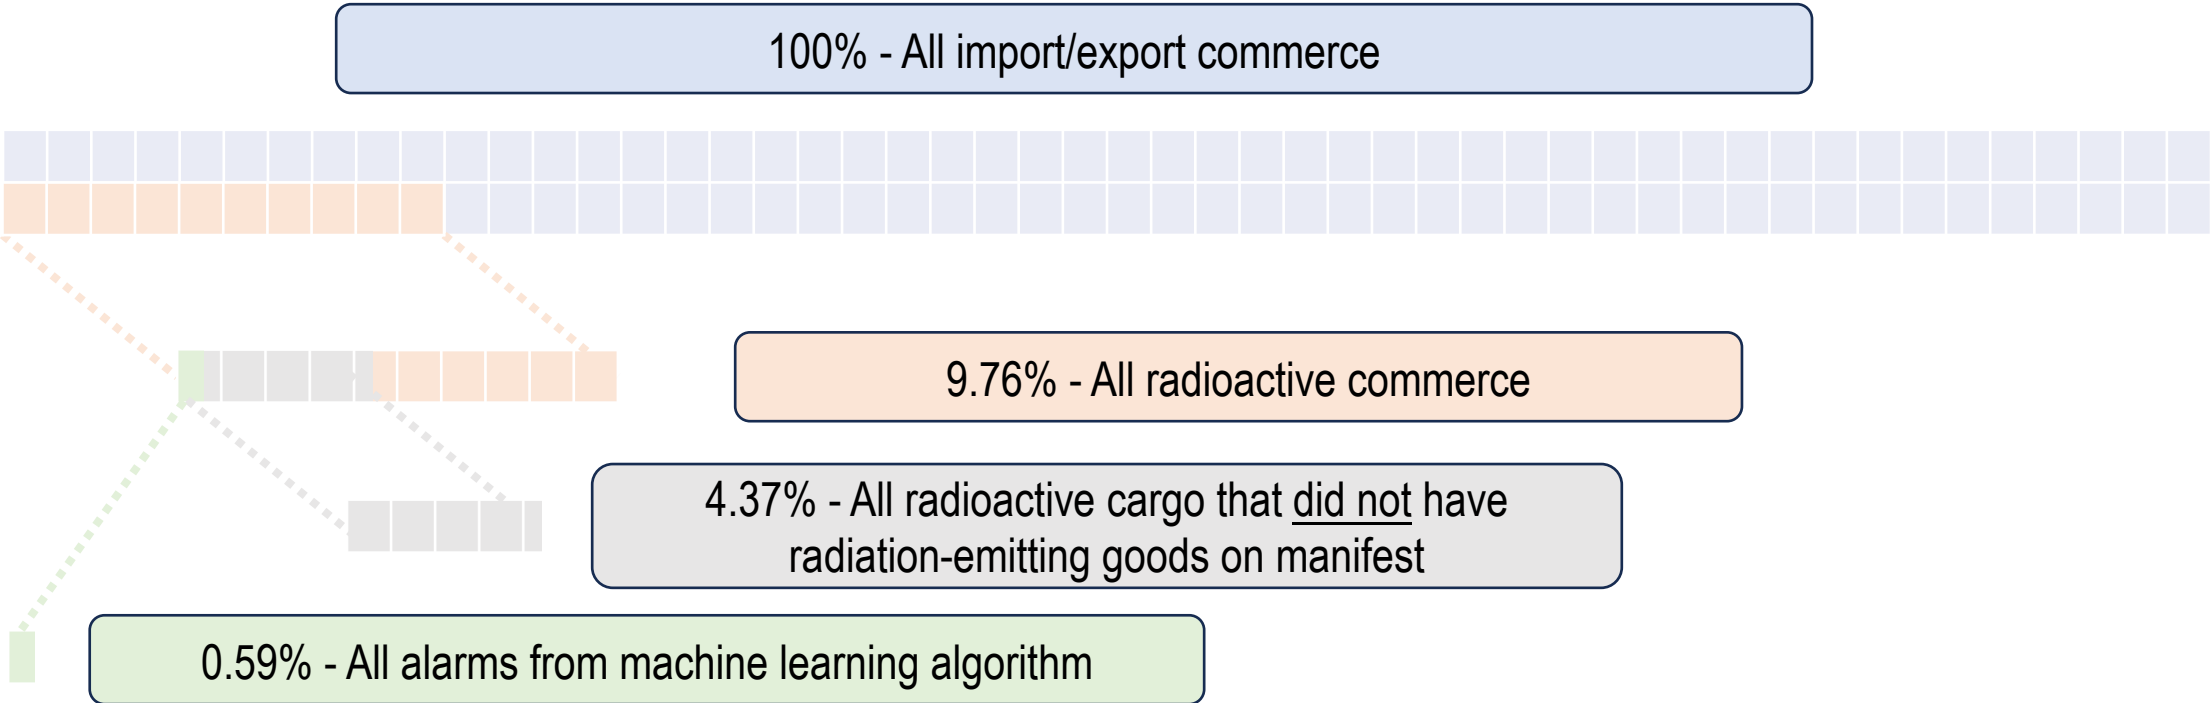 100% - All import/export commerce
9.76% - All radioactive commerce
4.37% - All radioactive cargo that did not have
radiation-emitting goods on manifest
0.59% - All alarms from machine learning algorithm